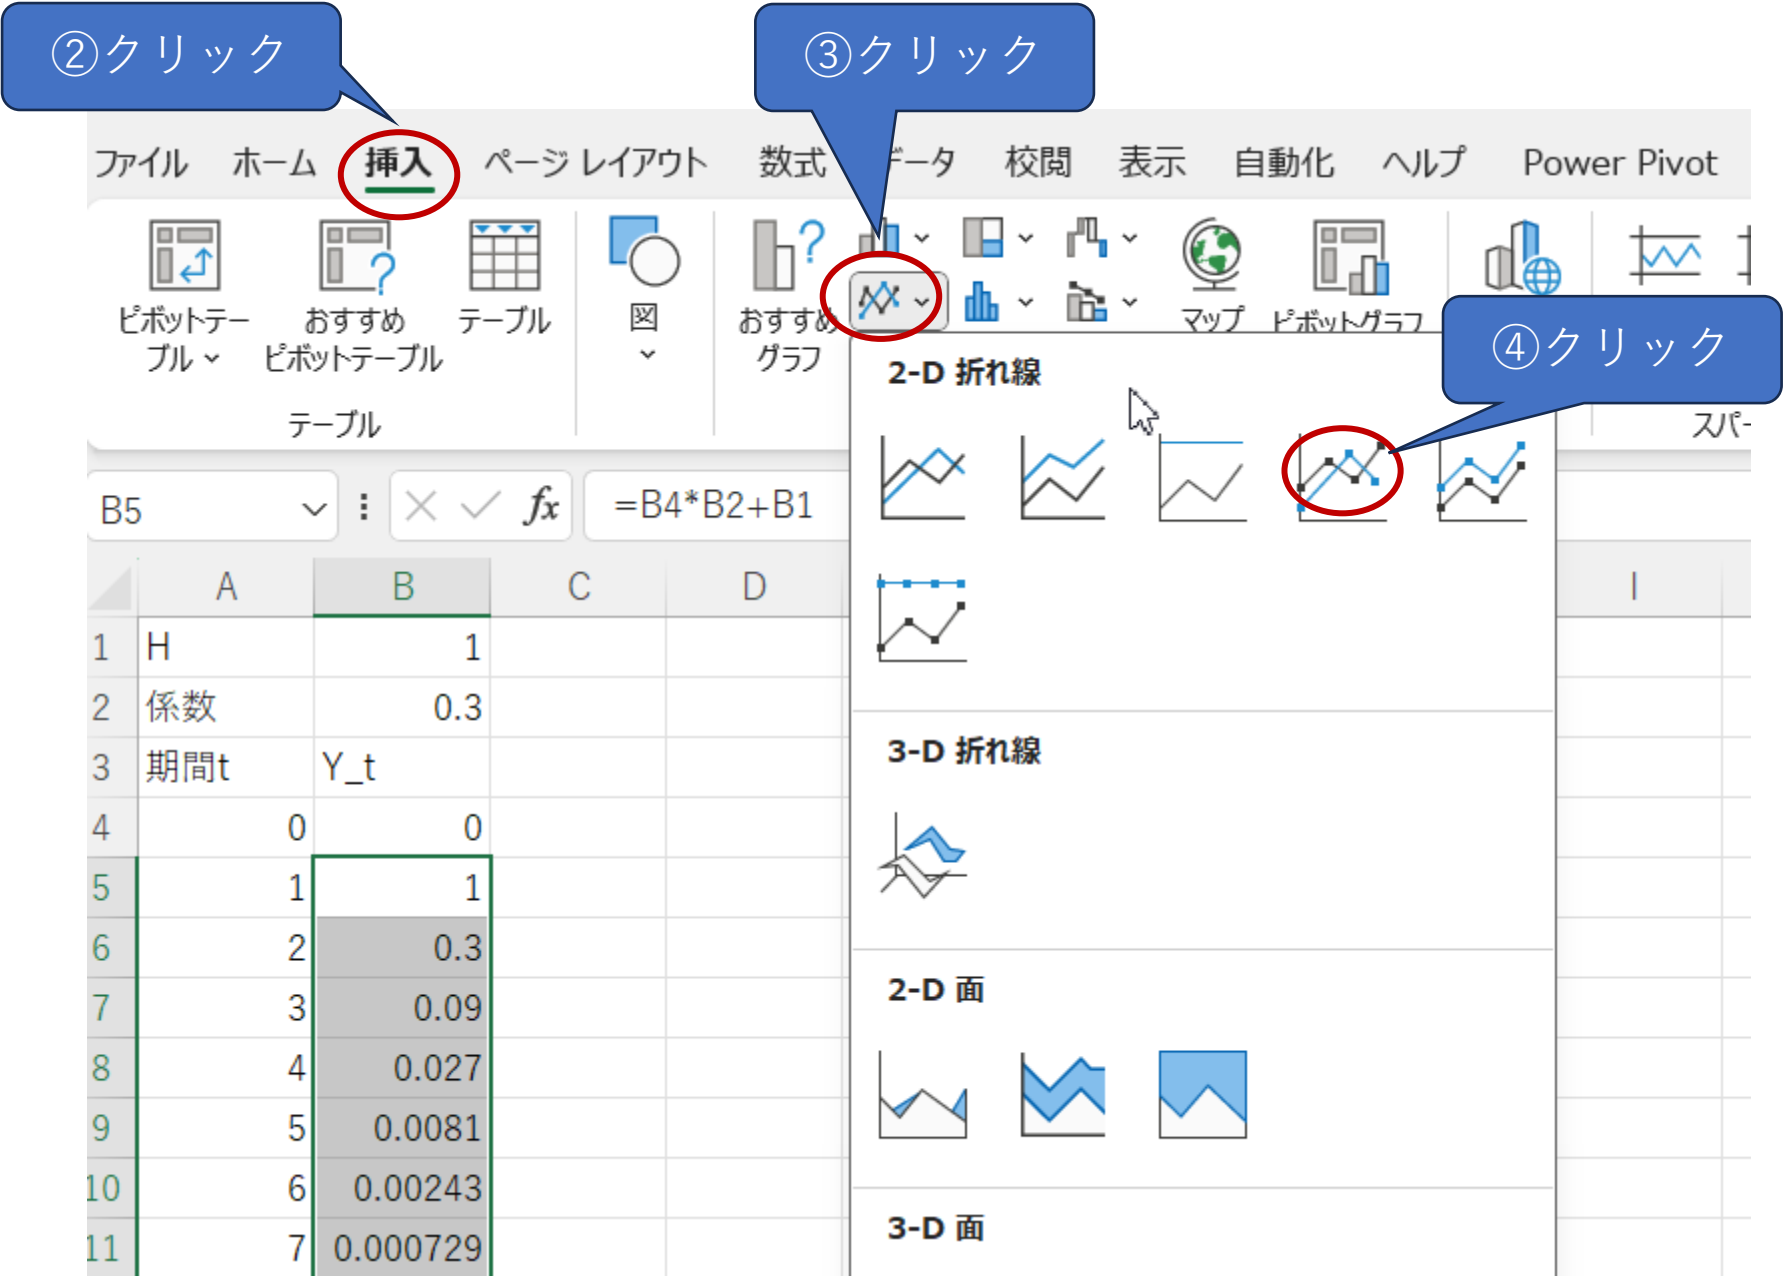 ②クリック
③クリック
ファイル ホーム 挿入 ページ レイアウト 数式 データ 校閲 表示 自動化 ヘルプ Power Pivot
ピボットテー
ブル
おすすめ
ピボットテーブル
テーブル
図
おすすめ
グラフ
マップ
ピボットグラフ
④クリック
テーブル
スパー
2-D 折れ線
B5 fx =B4*B2+B1
A B C D I
1 H 1
2 係数 0.3
3 期間t Y_t
4 0 0
5 1 1
6 2 0.3
7 3 0.09
8 4 0.027
9 5 0.0081
10 6 0.00243
11 7 0.000729
3-D 折れ線
2-D 面
3-D 面